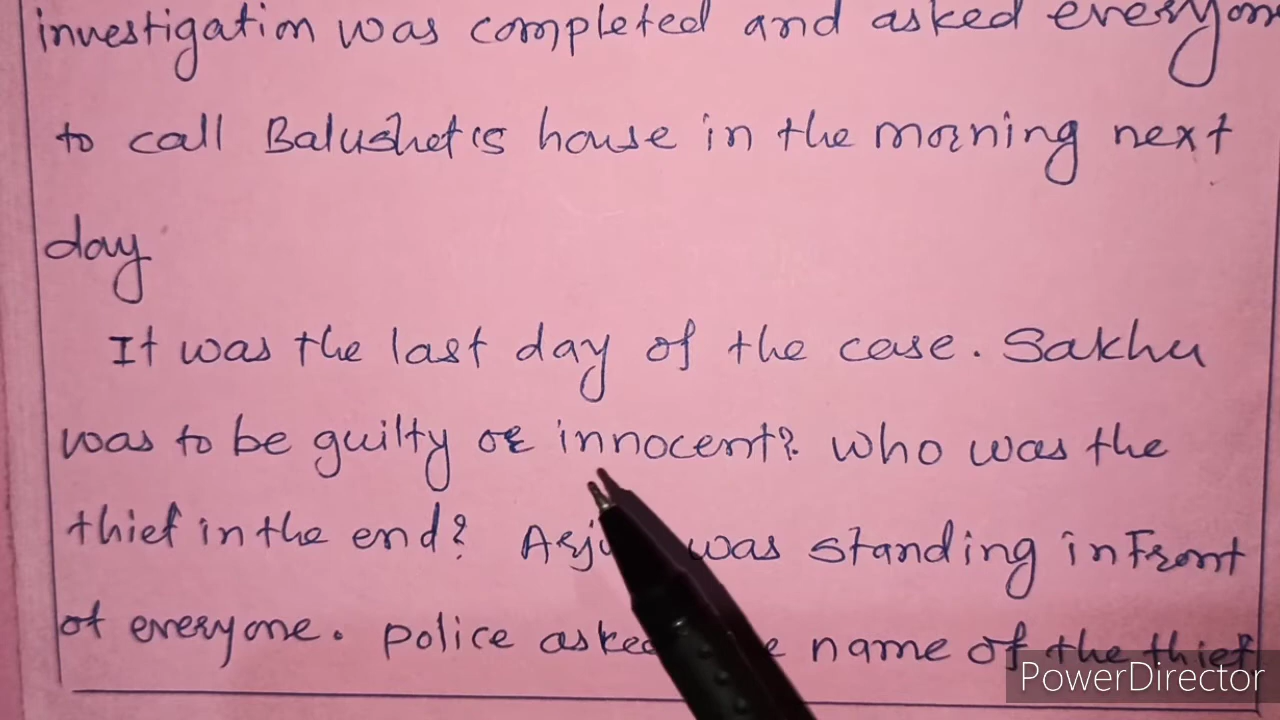 investigation was completed and asked everyon
to call Balushet's house in the morning next
day
It was the last day of the case. Sakhu
was to be guilty or innocent? who was the
thief in the end? was standing in Front
of everyone. police name of the thief
PowerDirector